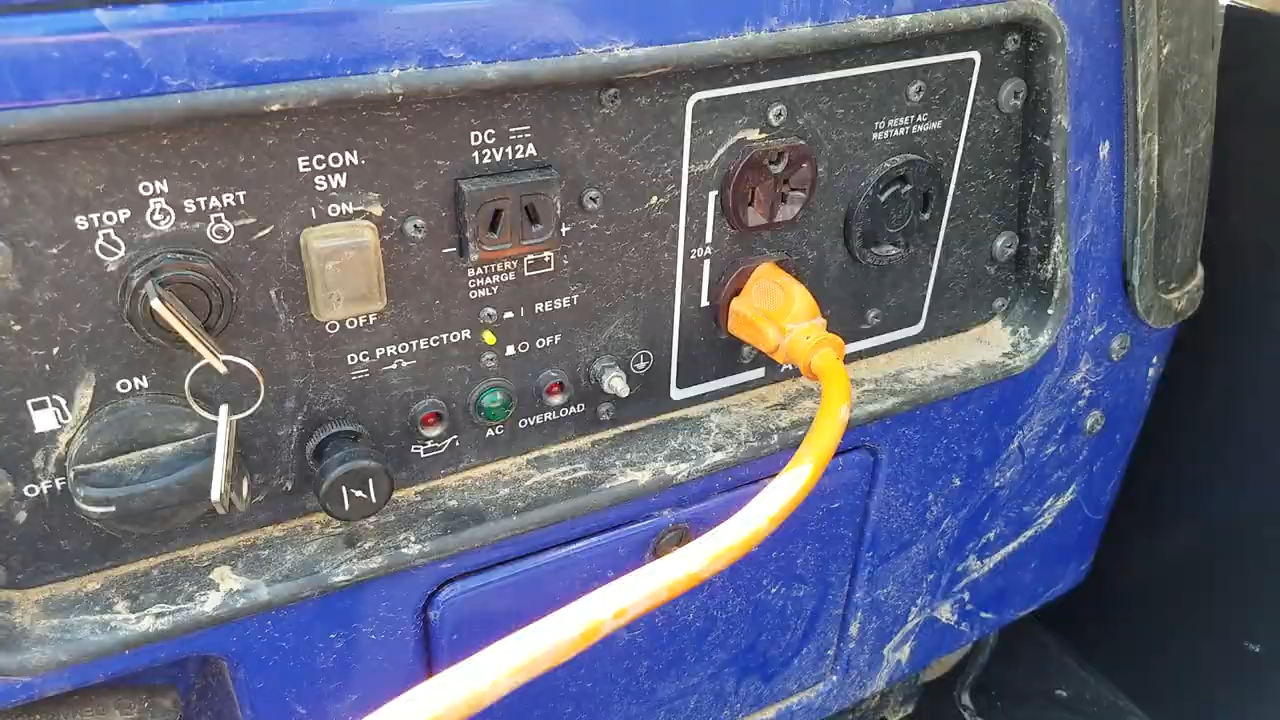 STOP
ON
START
ECON.
SW
I ON
O OFF
DC
12V12A
- +
BATTERY
CHARGE
ONLY
I RESET
DC PROTECTOR
O OFF
ON
OFF
AC
OVERLOAD
20A
TO RESET AC
RESTART ENGINE